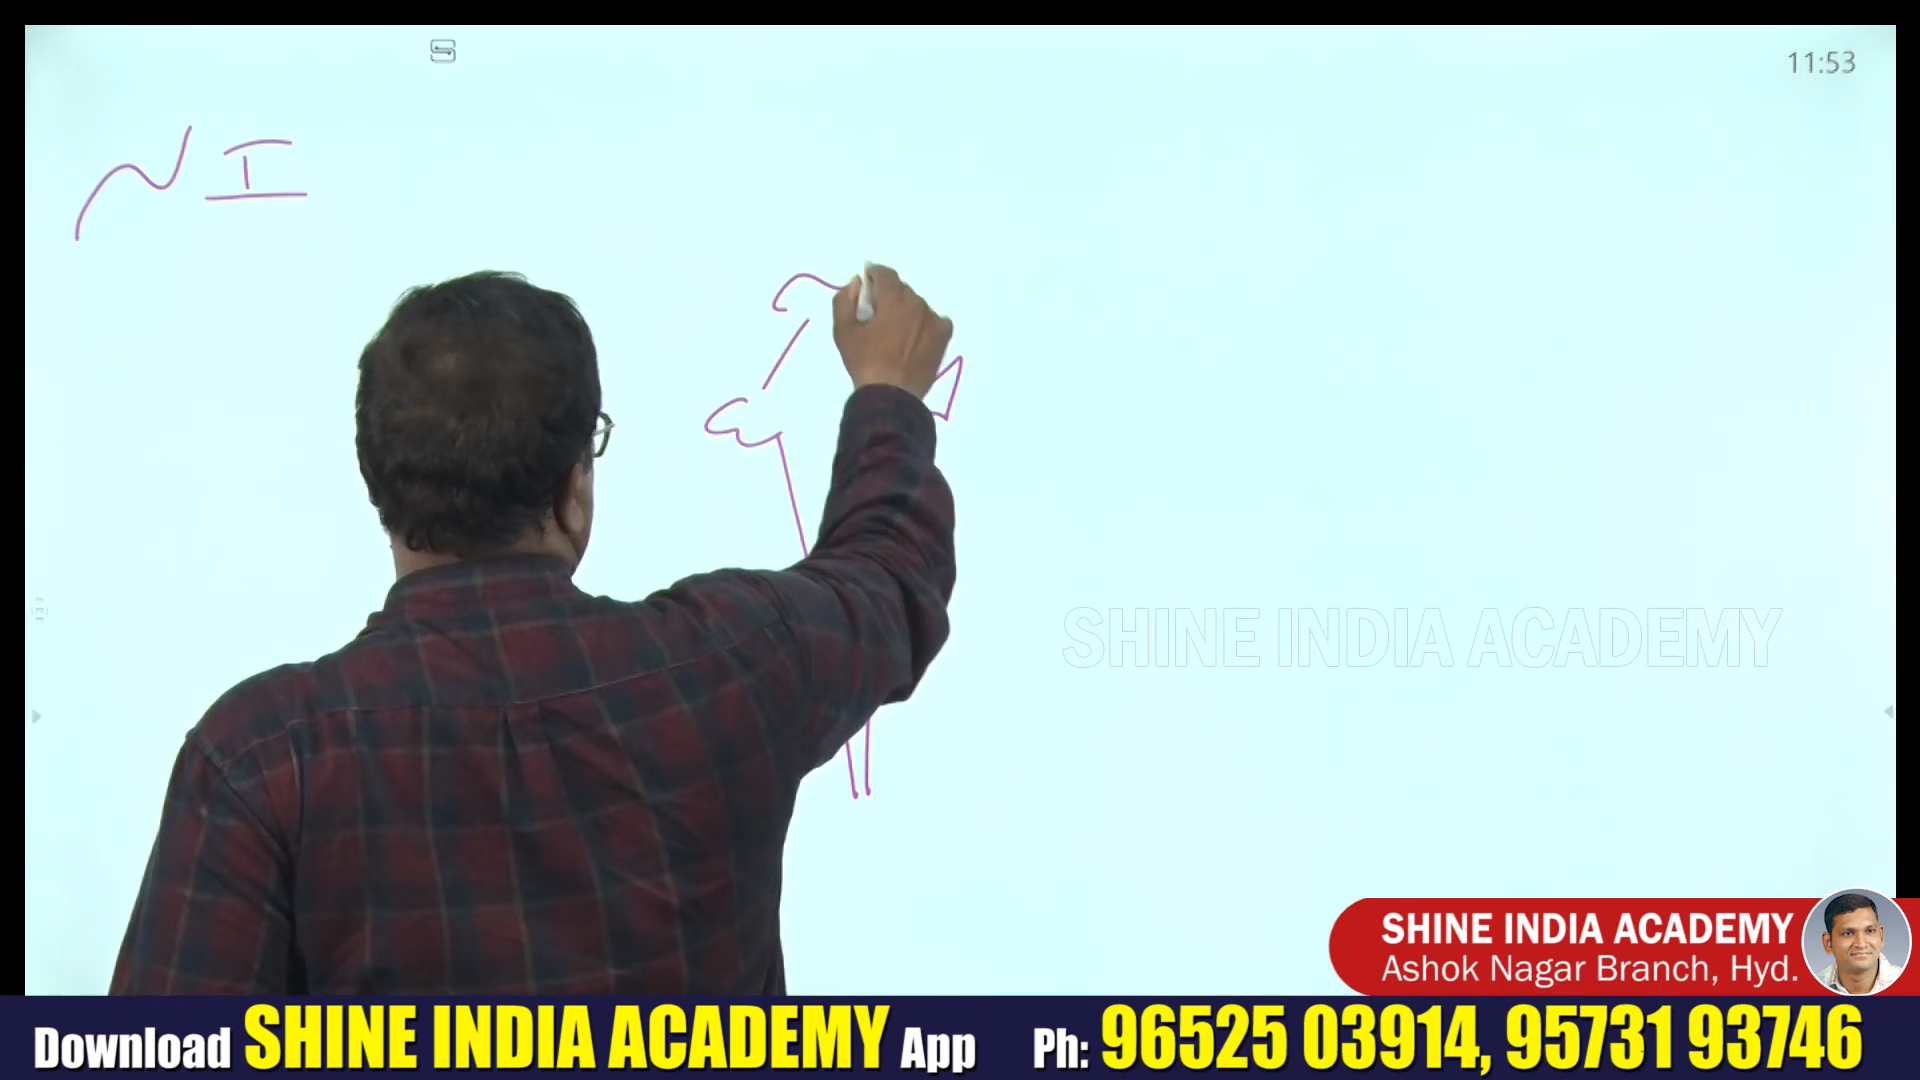 11:53
NI
SHINE INDIA ACADEMY
SHINE INDIA ACADEMY
Ashok Nagar Branch, Hyd.
Download SHINE INDIA ACADEMY App Ph: 96525 03914, 95731 93746